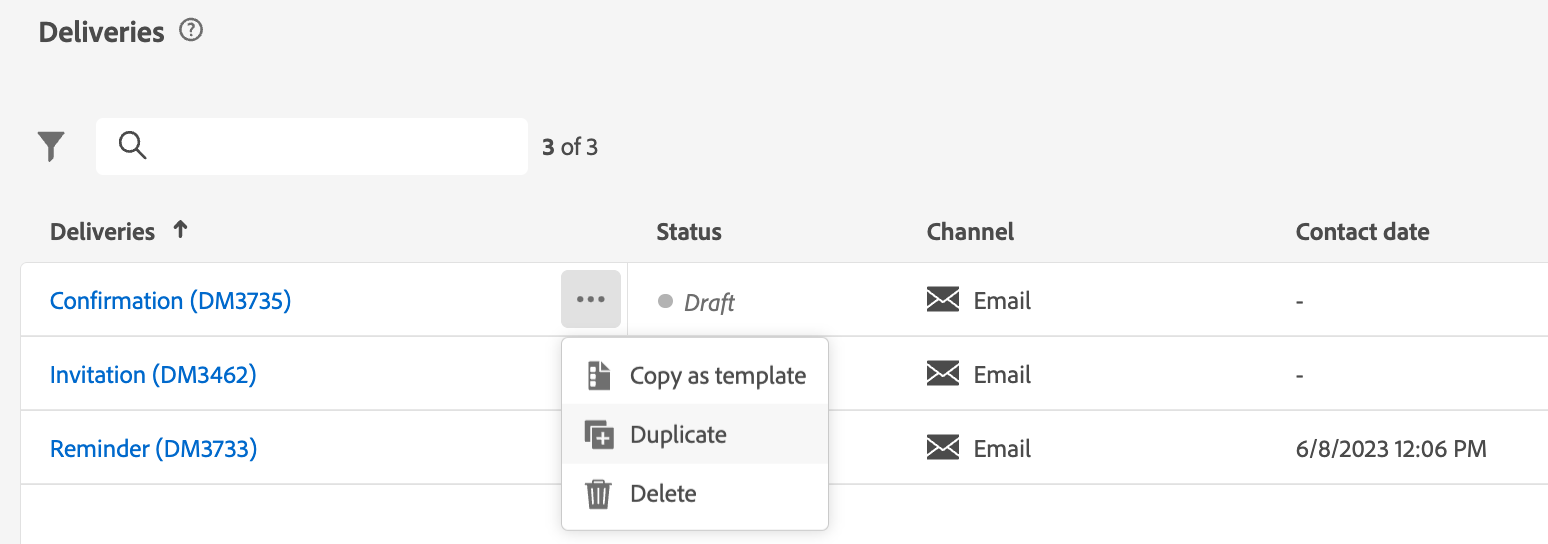 Deliveries ?
3 of 3
Deliveries Status Channel Contact date
Confirmation (DM3735) Draft Email -
Invitation (DM3462) Email -
Reminder (DM3733) Email 6/8/2023 12:06 PM
Copy as template
Duplicate
Delete